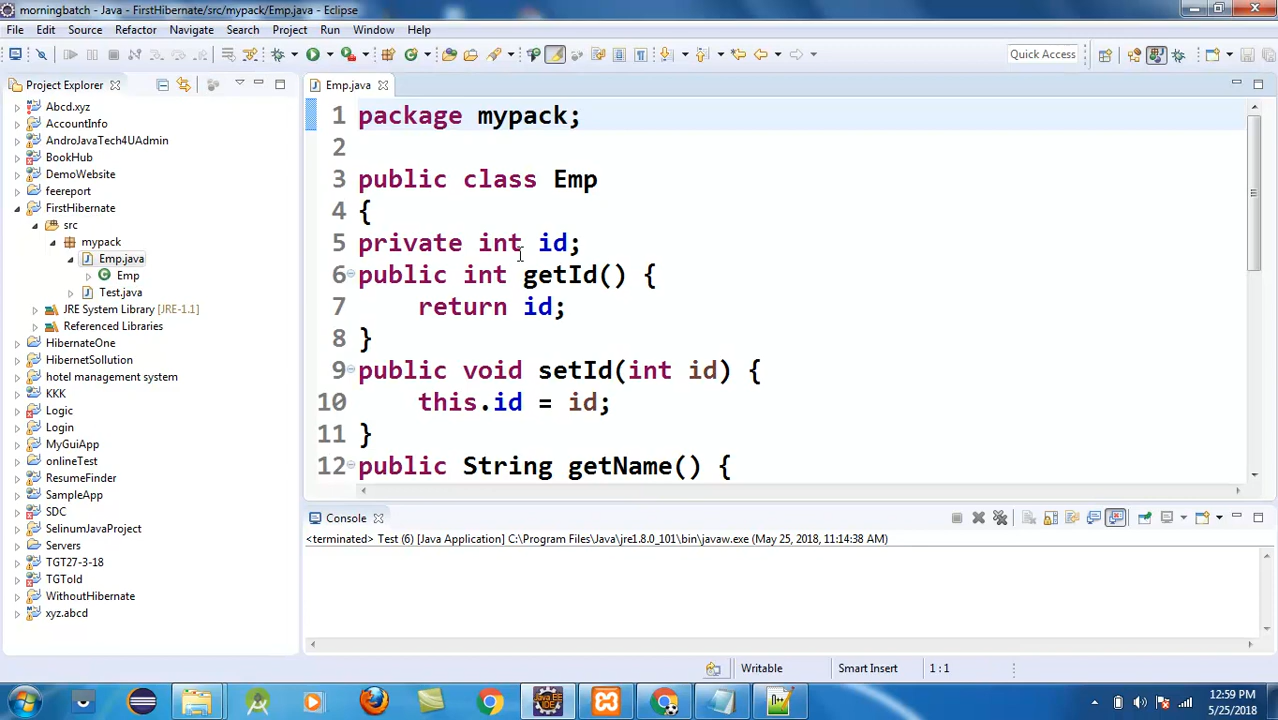 morningbatch - Java - FirstHibernate/src/mypack/Emp.java - Eclipse
File Edit Source Refactor Navigate Search Project Run Window Help
Quick Access
Project Explorer
Abcd.xyz
AccountInfo
AndroJavaTech4UAdmin
BookHub
DemoWebsite
feereport
FirstHibernate
src
mypack
Emp.java
Emp
Test.java
JRE System Library [JRE-1.1]
Referenced Libraries
HibernateOne
HibernetSollution
hotel management system
KKK
Logic
Login
MyGuiApp
onlineTest
ResumeFinder
SampleApp
SDC
SelinumJavaProject
Servers
TGT27-3-18
TGTold
WithoutHibernate
xyz.abcd
Emp.java
1 package mypack;
2
3 public class Emp
4 {
5 private int id;
6 public int getId() {
7 return id;
8 }
9 public void setId(int id) {
10 this.id = id;
11 }
12 public String getName() {
Console
<terminated> Test (6) [Java Application] C:\Program Files\Java\jre1.8.0_101\bin\javaw.exe (May 25, 2018, 11:14:38 AM)
Writable Smart Insert 1 : 1
12:59 PM
5/25/2018